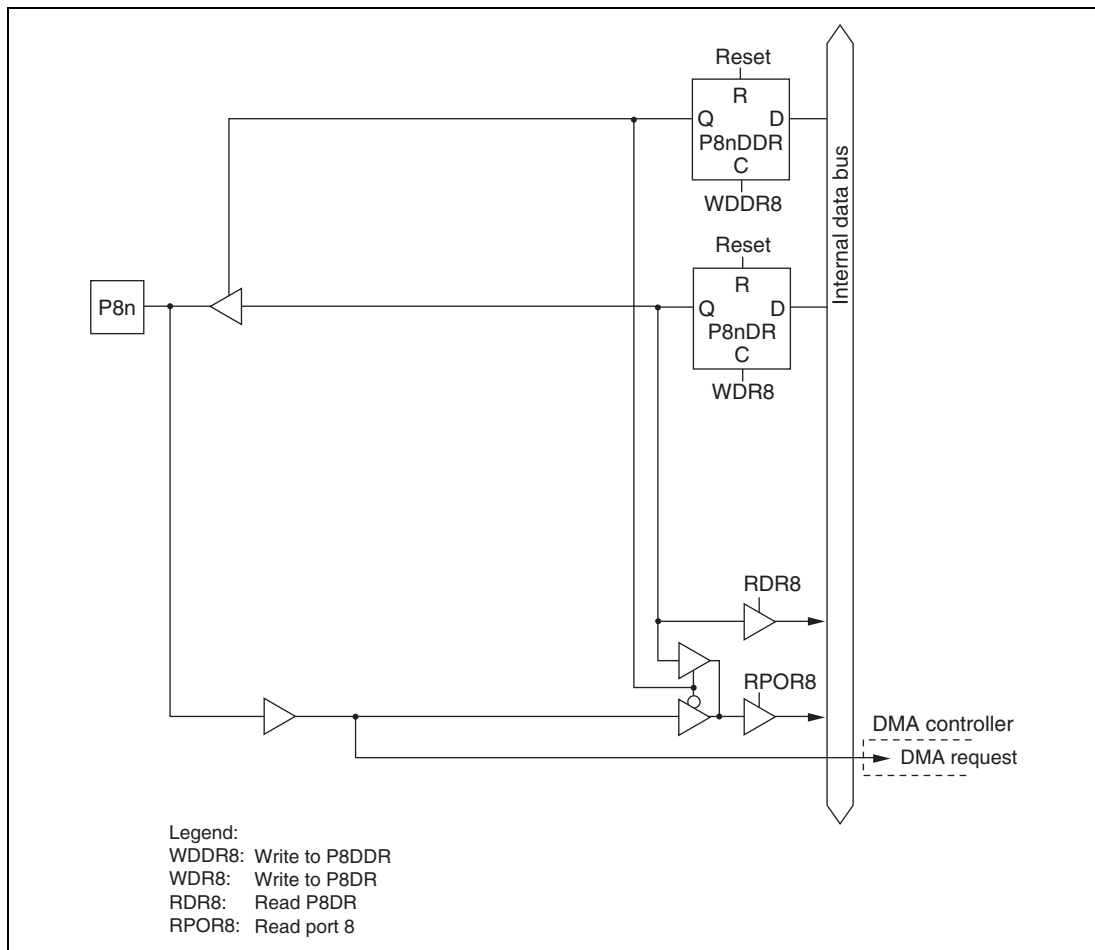 Reset
R
Q D
P8nDDR
C
WDDR8
Internal data bus
Reset
R
P8n
Q D
P8nDR
C
WDR8
RDR8
RPOR8
DMA controller
DMA request
Legend:
WDDR8: Write to P8DDR
WDR8: Write to P8DR
RDR8: Read P8DR
RPOR8: Read port 8